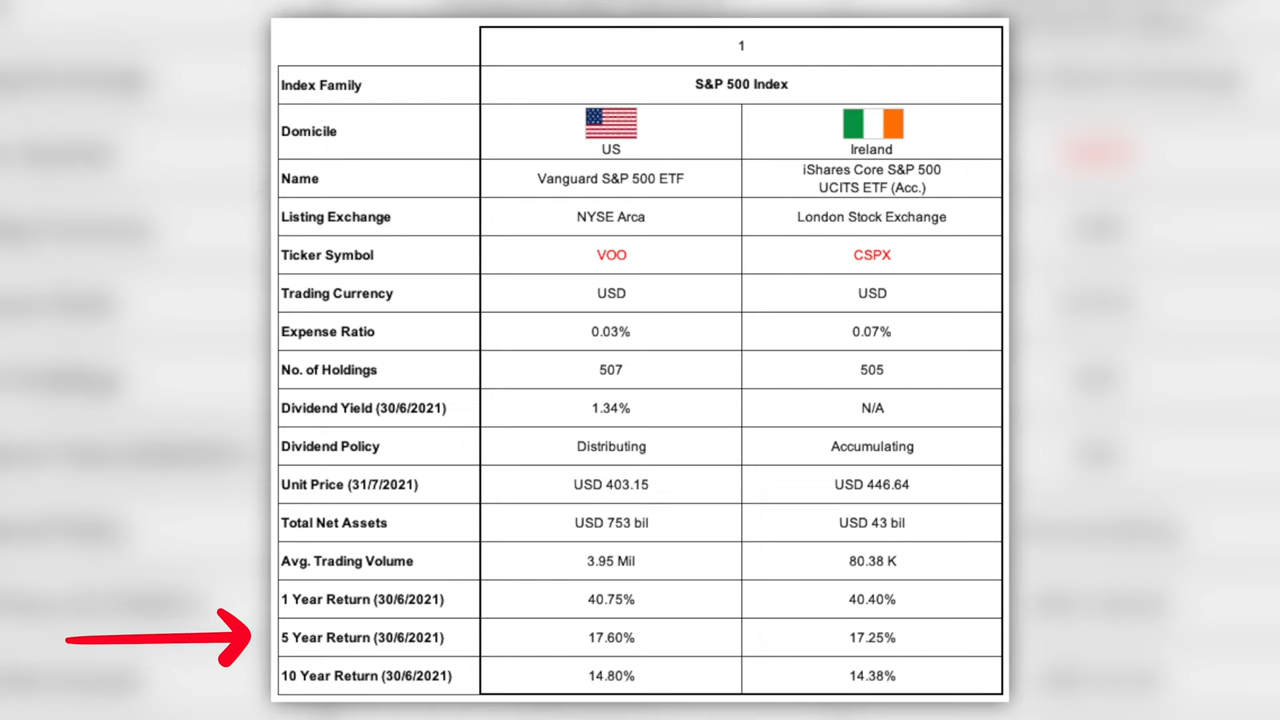 1
Index Family S&P 500 Index
Domicile US Ireland
Name Vanguard S&P 500 ETF iShares Core S&P 500
UCITS ETF (Acc.)
Listing Exchange NYSE Arca London Stock Exchange
Ticker Symbol VOO CSPX
Trading Currency USD USD
Expense Ratio 0.03% 0.07%
No. of Holdings 507 505
Dividend Yield (30/6/2021) 1.34% N/A
Dividend Policy Distributing Accumulating
Unit Price (31/7/2021) USD 403.15 USD 446.64
Total Net Assets USD 753 bil USD 43 bil
Avg. Trading Volume 3.95 Mil 80.38 K
1 Year Return (30/6/2021) 40.75% 40.40%
5 Year Return (30/6/2021) 17.60% 17.25%
10 Year Return (30/6/2021) 14.80% 14.38%